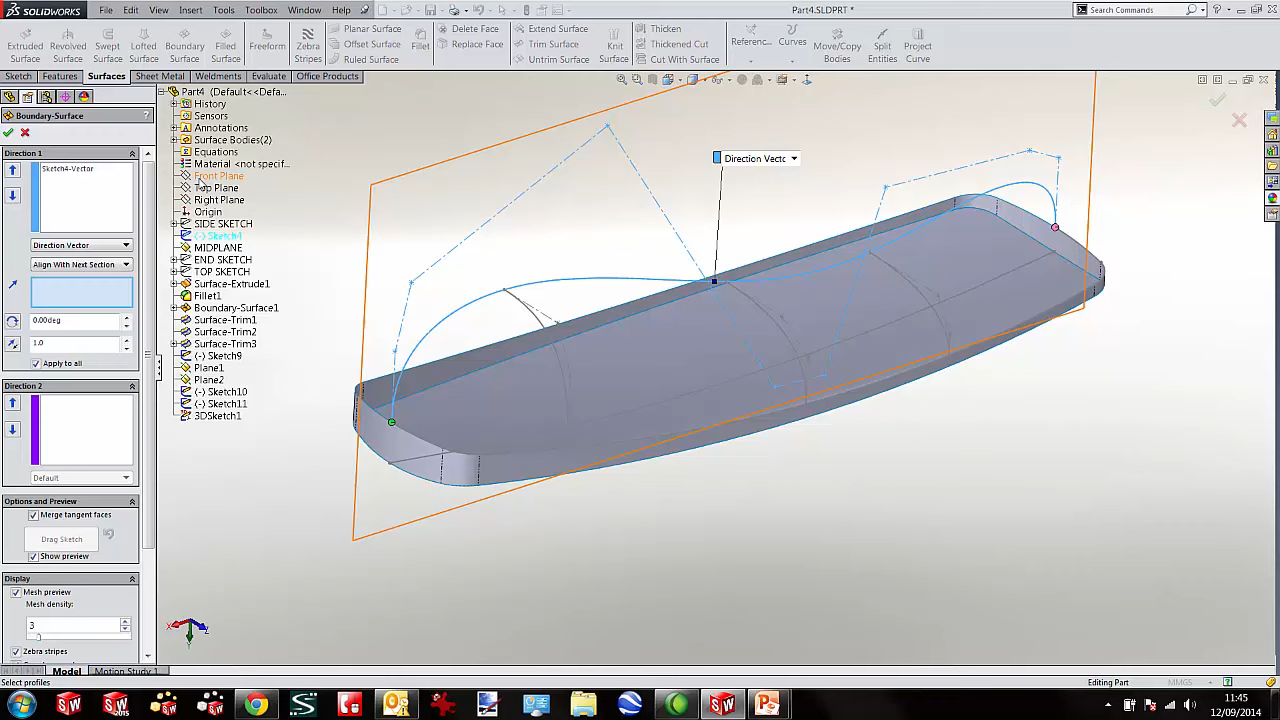 SOLIDWORKS File Edit View Insert Tools Toolbox Window Help Part4.SLDPRT * Search Commands
Extruded Surface Revolved Surface Swept Surface Lofted Surface Boundary Surface Filled Surface Freeform Zebra Stripes Planar Surface Offset Surface Ruled Surface Fillet Delete Face Replace Face Knit Surface Extend Surface Trim Surface Untrim Surface Thicken Thickened Cut Cut With Surface Referenc... Curves Move/Copy Bodies Split Entities Project Curve
Sketch Features Surfaces Sheet Metal Weldments Evaluate Office Products
Boundary-Surface ?
Direction 1
Sketch4-Vector
Direction Vector
Align With Next Section
0.00deg
1.0
Apply to all
Direction 2
Default
Options and Preview
Merge tangent faces
Drag Sketch
Show preview
Display
Mesh preview
Mesh density:
3
Zebra stripes
Part4 (Default<<Defa...
History
Sensors
Annotations
Surface Bodies(2)
Equations
Material <not specif...
Front Plane
Top Plane
Right Plane
Origin
SIDE SKETCH
(-) Sketch4
MIDPLANE
END SKETCH
TOP SKETCH
Surface-Extrude1
Fillet1
Boundary-Surface1
Surface-Trim1
Surface-Trim2
Surface-Trim3
(-) Sketch9
Plane1
Plane2
(-) Sketch10
(-) Sketch11
3DSketch1
Direction Vectc
X
Y
Z
Model Motion Study 1
Select profiles Editing Part MMGS
11:45
12/09/2014